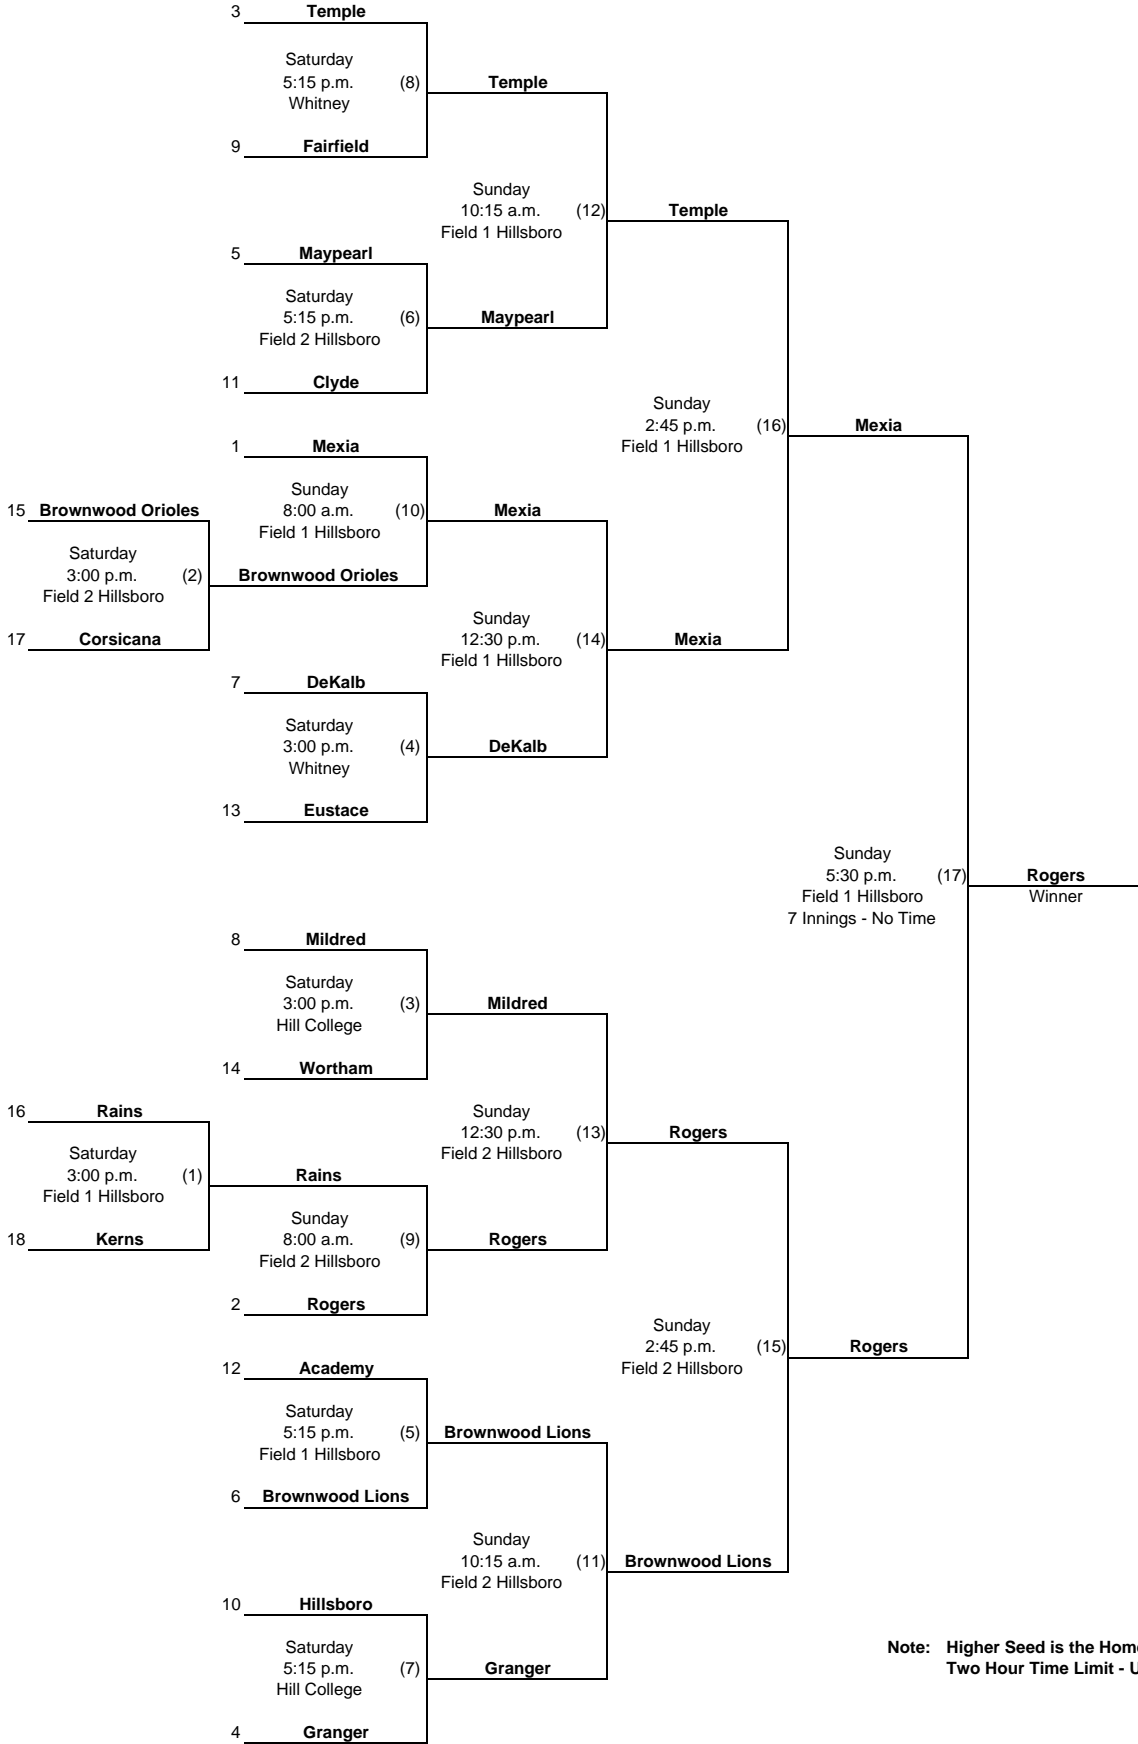 3 Temple
Saturday
5:15 p.m. (8) Temple
Whitney
9 Fairfield
Sunday
10:15 a.m. (12) Temple
Field 1 Hillsboro
5 Maypearl
Saturday
5:15 p.m. (6) Maypearl
Field 2 Hillsboro
11 Clyde
Sunday
2:45 p.m. (16) Mexia
Field 1 Hillsboro
1 Mexia
Sunday
8:00 a.m. (10) Mexia
Field 1 Hillsboro
15 Brownwood Orioles
Saturday
3:00 p.m. (2) Brownwood Orioles
Field 2 Hillsboro
17 Corsicana
Sunday
12:30 p.m. (14) Mexia
Field 1 Hillsboro
7 DeKalb
Saturday
3:00 p.m. (4) DeKalb
Whitney
13 Eustace
Sunday
5:30 p.m. (17) Rogers
Field 1 Hillsboro Winner
7 Innings - No Time
8 Mildred
Saturday
3:00 p.m. (3) Mildred
Hill College
14 Wortham
16 Rains
Sunday
12:30 p.m. (13) Rogers
Field 2 Hillsboro
Saturday
3:00 p.m. (1) Rains
Field 1 Hillsboro
18 Kerns
Sunday
8:00 a.m. (9) Rogers
Field 2 Hillsboro
2 Rogers
Sunday
2:45 p.m. (15) Rogers
Field 2 Hillsboro
12 Academy
Saturday
5:15 p.m. (5) Brownwood Lions
Field 1 Hillsboro
6 Brownwood Lions
Sunday
10:15 a.m. (11) Brownwood Lions
Field 2 Hillsboro
10 Hillsboro
Saturday
5:15 p.m. (7) Granger
Hill College
4 Granger
Note: Higher Seed is the Home
Two Hour Time Limit - U